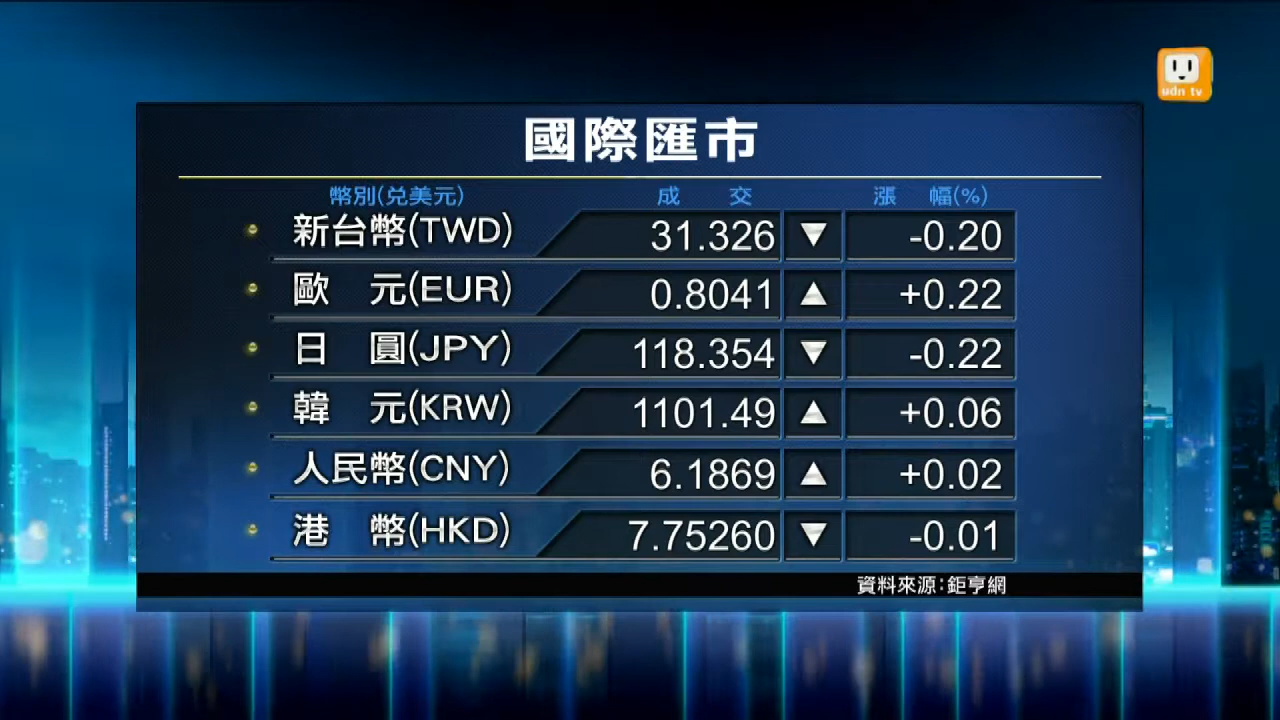 udn tv
國際匯市
幣別(兑美元) 成 交 漲 幅(%)
新台幣(TWD) 31.326 ▼ -0.20
歐 元(EUR) 0.8041 ▲ +0.22
日 圓(JPY) 118.354 ▼ -0.22
韓 元(KRW) 1101.49 ▲ +0.06
人民幣(CNY) 6.1869 ▲ +0.02
港 幣(HKD) 7.75260 ▼ -0.01
資料來源:鉅亨網